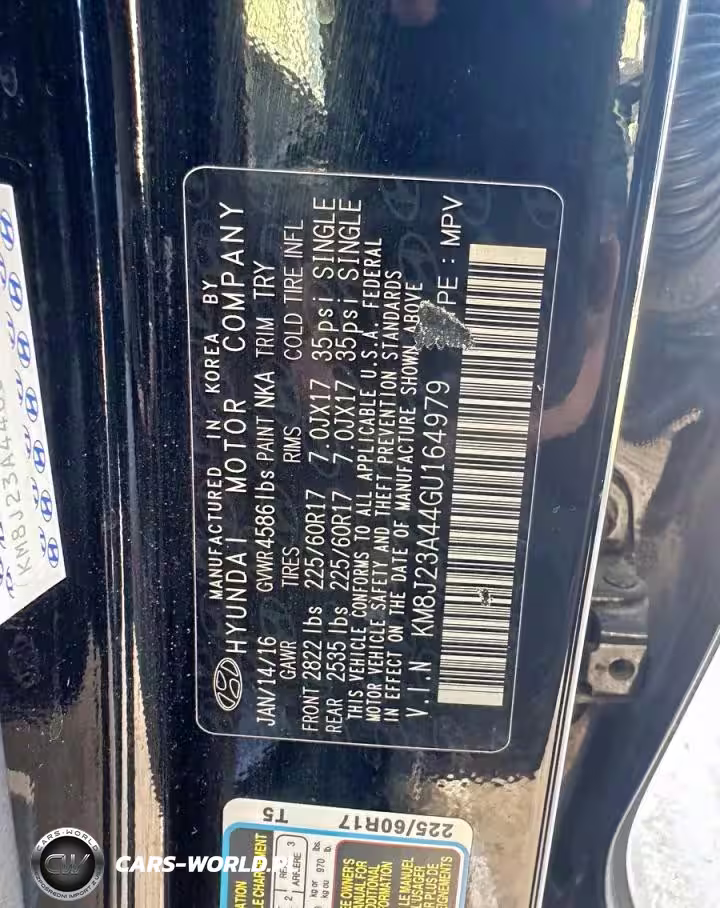 MANUFACTURED IN KOREA BY
HYUNDAI MOTOR COMPANY
JAN/14/16 GVWR 4586 lbs PAINT NKA TRIM TRY
GAWR TIRES RIMS COLD TIRE INFL
FRONT 2822 lbs 225/60R17 7.0JX17 35psi SINGLE
REAR 2535 lbs 225/60R17 7.0JX17 35psi SINGLE
THIS VEHICLE CONFORMS TO ALL APPLICABLE U.S.A. FEDERAL
MOTOR VEHICLE SAFETY AND THEFT PREVENTION STANDARDS
IN EFFECT ON THE DATE OF MANUFACTURE SHOWN ABOVE
V.I.N KM8J23A44GU164979 PE : MPV
225/60R17 T5
CARS-WORLD
CW
CARS-WORLD.